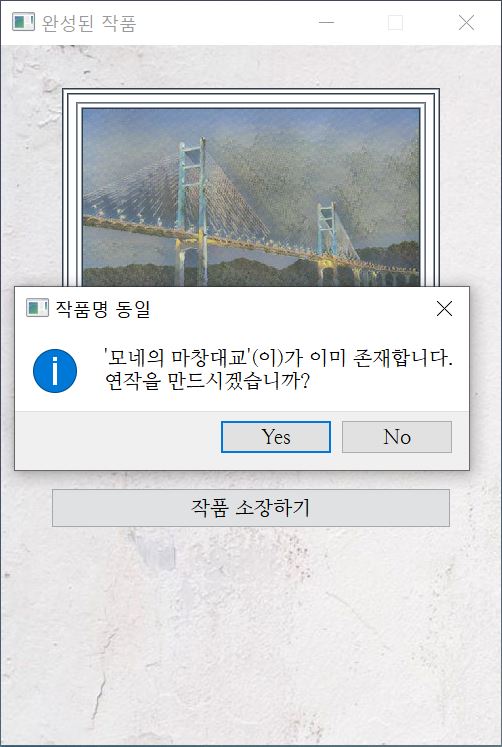 완성된 작품
작품명 동일
'모네의 마창대교'(이)가 이미 존재합니다.
연작을 만드시겠습니까?
Yes No
작품 소장하기